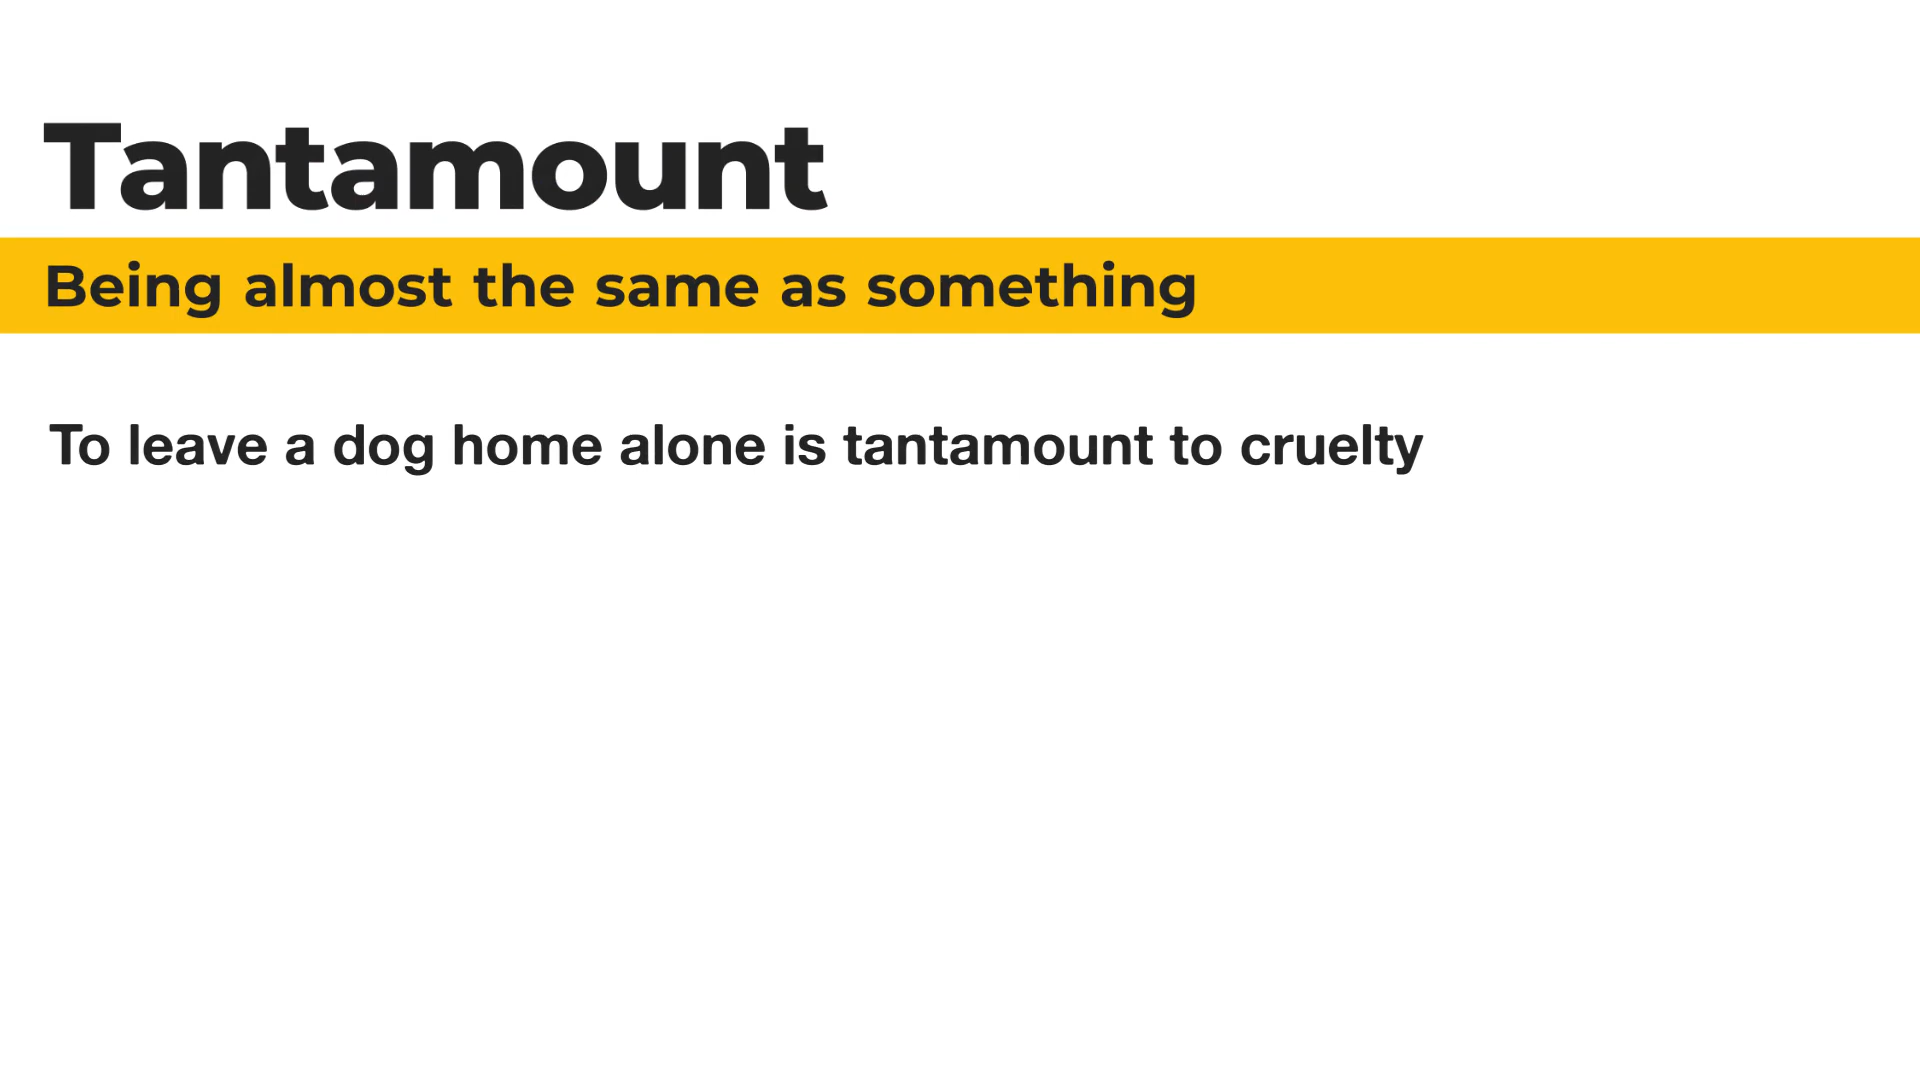 Tantamount
Being almost the same as something
To leave a dog home alone is tantamount to cruelty